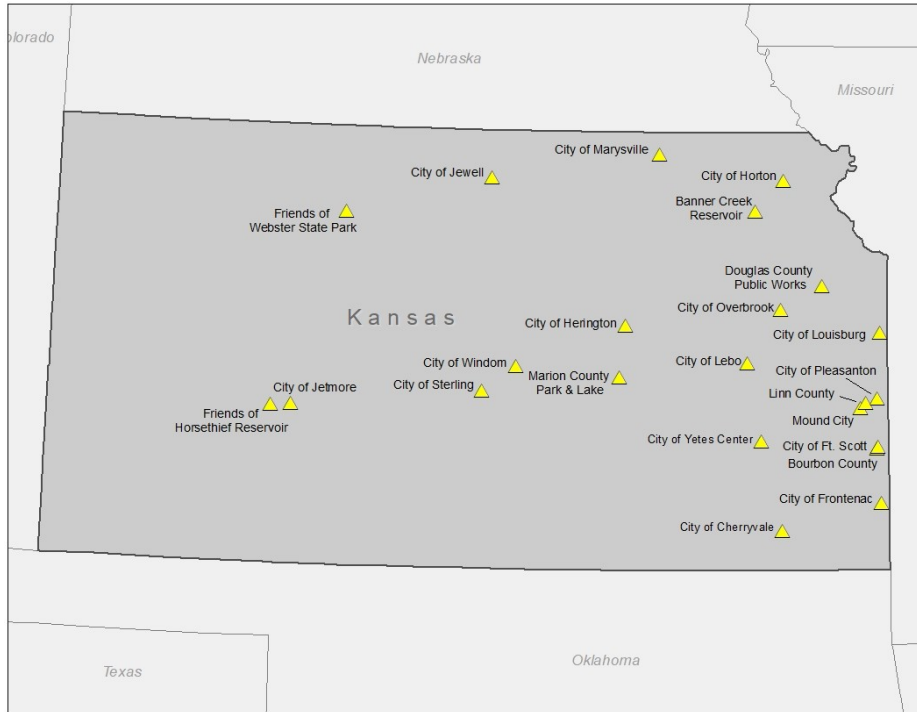 olorado
Nebraska
Missouri
City of Marysville
City of Jewell
City of Horton
Banner Creek
Reservoir
Friends of
Webster State Park
Douglas County
Public Works
City of Overbrook
Kansas
City of Herington
City of Louisburg
City of Windom
City of Lebo
Marion County
Park & Lake
City of Pleasanton
City of Sterling
City of Jetmore
Linn County
Friends of
Horsethief Reservoir
Mound City
City of Yetes Center
City of Ft. Scott
Bourbon County
City of Frontenac
City of Cherryvale
Oklahoma
Texas